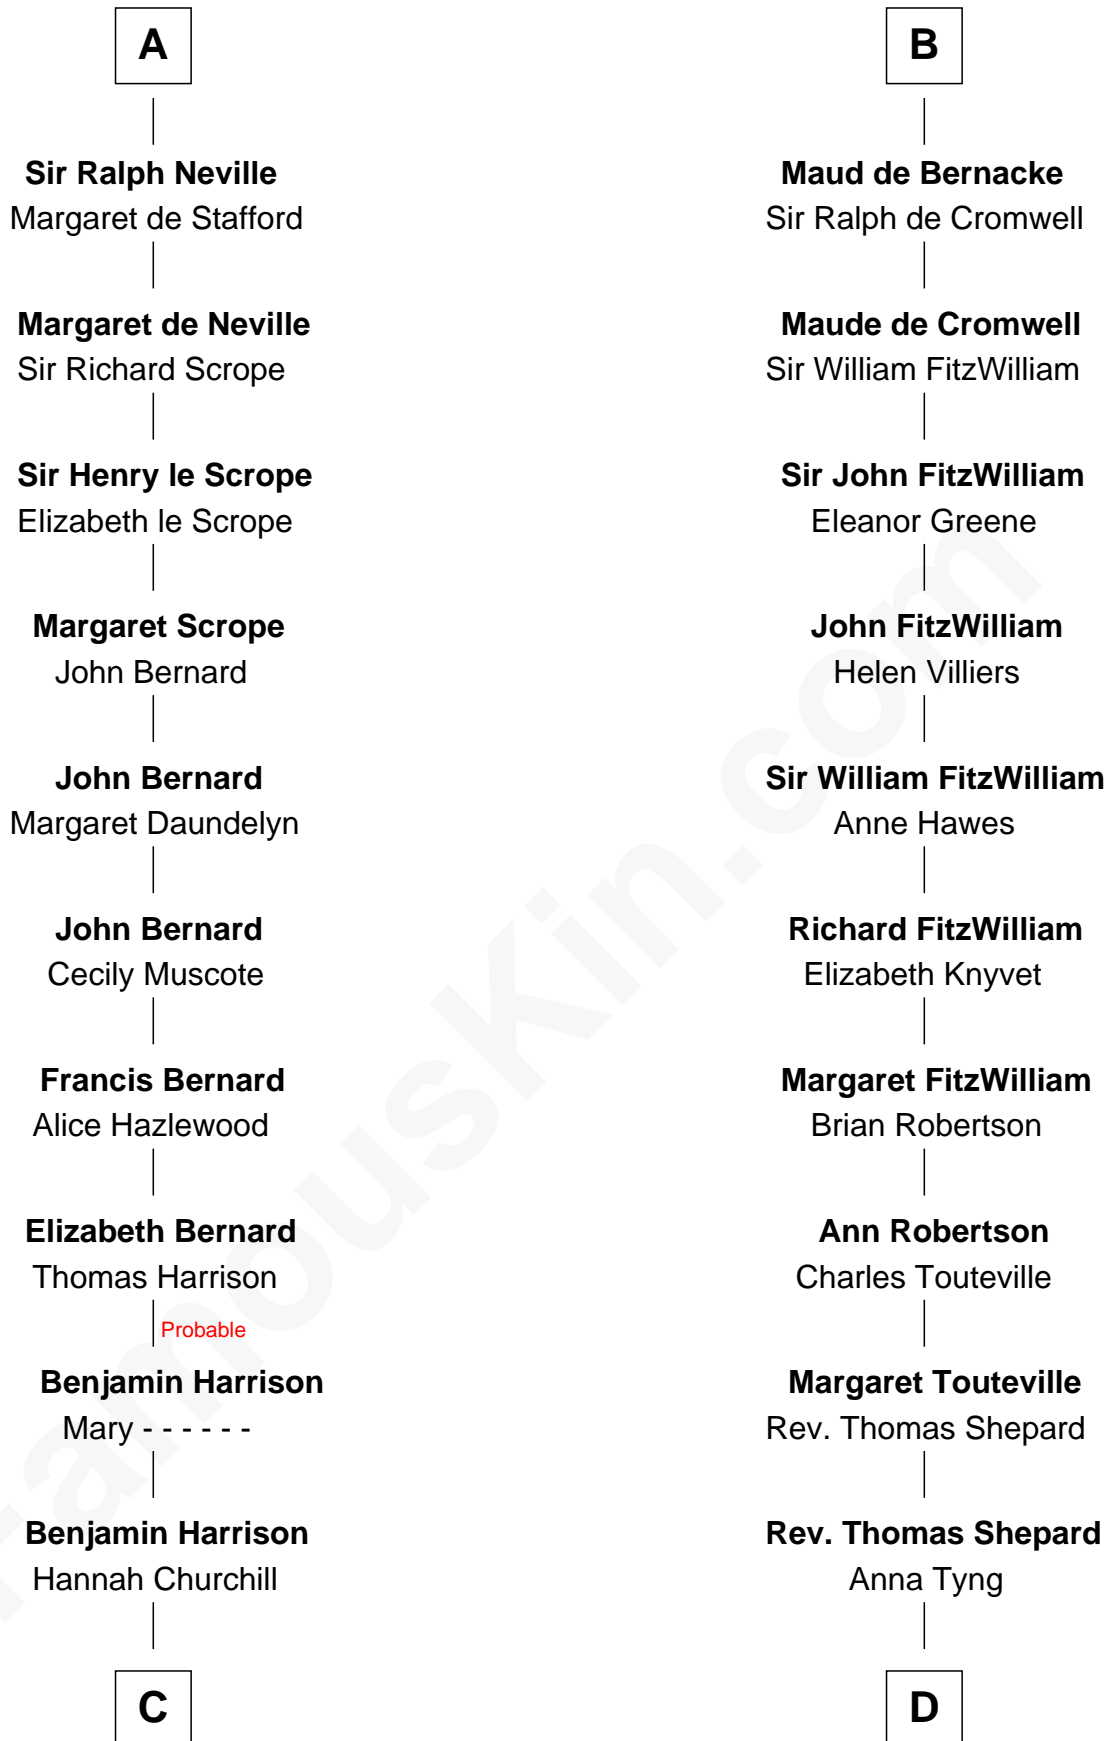 A
Sir Ralph Neville
Margaret de Stafford
Margaret de Neville
Sir Richard Scrope
Sir Henry le Scrope
Elizabeth le Scrope
Margaret Scrope
John Bernard
John Bernard
Margaret Daundelyn
John Bernard
Cecily Muscote
Francis Bernard
Alice Hazlewood
Elizabeth Bernard
Thomas Harrison
Probable
Benjamin Harrison
Mary - - - - - -
Benjamin Harrison
Hannah Churchill
C
B
Maud de Bernacke
Sir Ralph de Cromwell
Maude de Cromwell
Sir William FitzWilliam
Sir John FitzWilliam
Eleanor Greene
John FitzWilliam
Helen Villiers
Sir William FitzWilliam
Anne Hawes
Richard FitzWilliam
Elizabeth Knyvet
Margaret FitzWilliam
Brian Robertson
Ann Robertson
Charles Touteville
Margaret Touteville
Rev. Thomas Shepard
Rev. Thomas Shepard
Anna Tyng
D
FamousKin.com